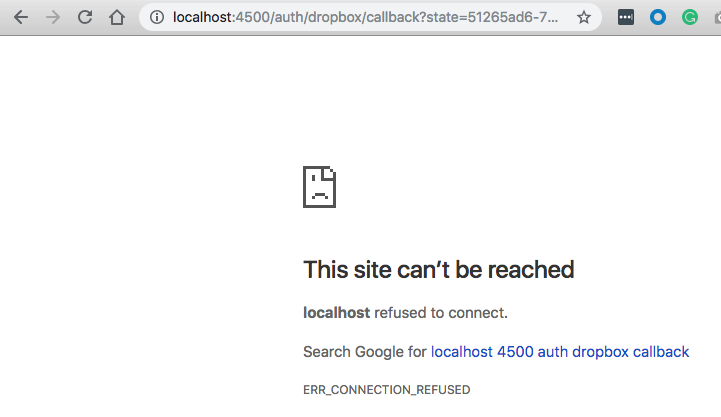 localhost:4500/auth/dropbox/callback?state=51265ad6-7...
This site can’t be reached
localhost refused to connect.
Search Google for localhost 4500 auth dropbox callback
ERR_CONNECTION_REFUSED